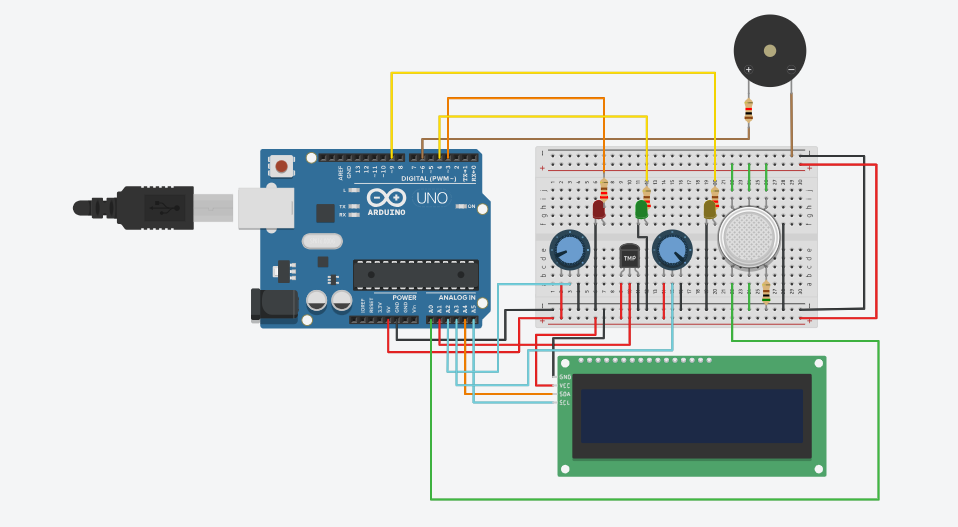 + −
7 ~6 ~5 4 ~3 2 TX→1 RX←0
AREF GND 13 12 ~11 ~10 ~9 8
DIGITAL (PWM~)
L
TX
RX
UNO
ARDUINO
ON
TMP
POWER ANALOG IN
IOREF RESET 3.3V 5V GND GND Vin A0 A1 A2 A3 A4 A5
GND
VCC
SDA
SCL